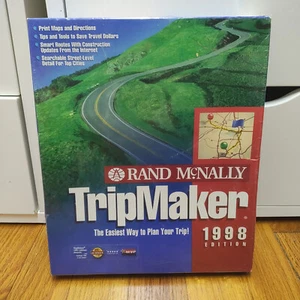 • Print Maps and Directions
• Tips and Tools to Save Travel Dollars
• Smart Routes With Construction
Updates from the Internet
• Searchable Street-Level
Detail For Top Cities
RAND McNALLY
TripMaker®
The Easiest Way to Plan Your Trip!
1998
EDITION